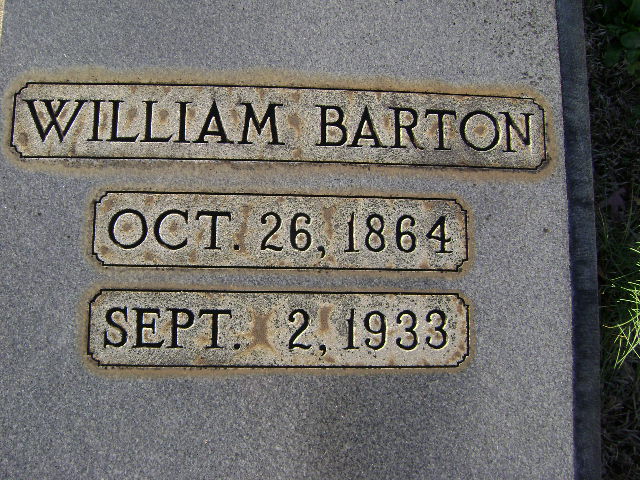 WILLIAM BARTON
OCT. 26, 1864
SEPT. 2, 1933